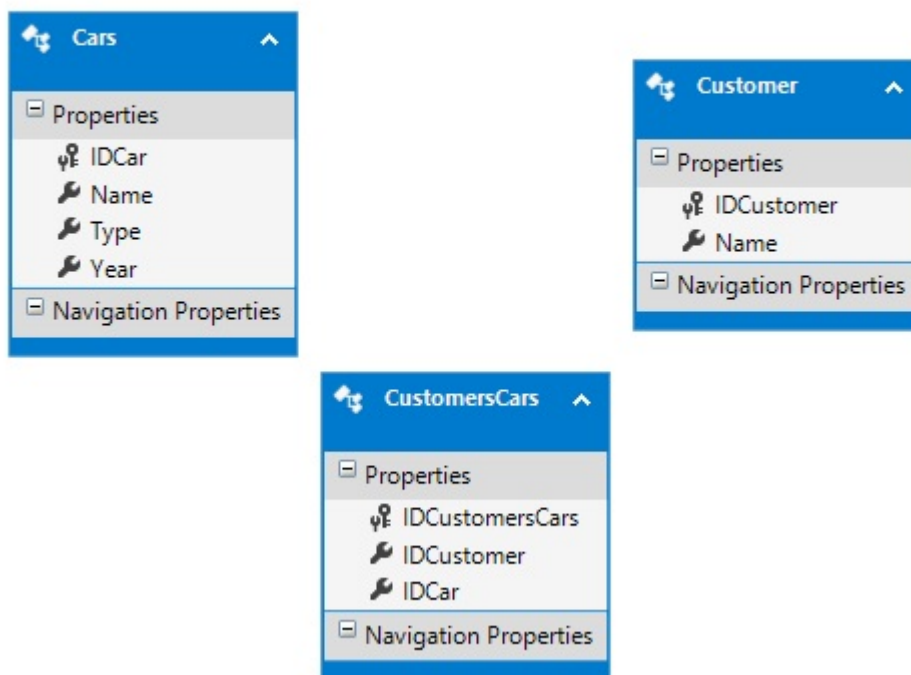 Cars
Properties
IDCar
Name
Type
Year
Navigation Properties
Customer
Properties
IDCustomer
Name
Navigation Properties
CustomersCars
Properties
IDCustomersCars
IDCustomer
IDCar
Navigation Properties